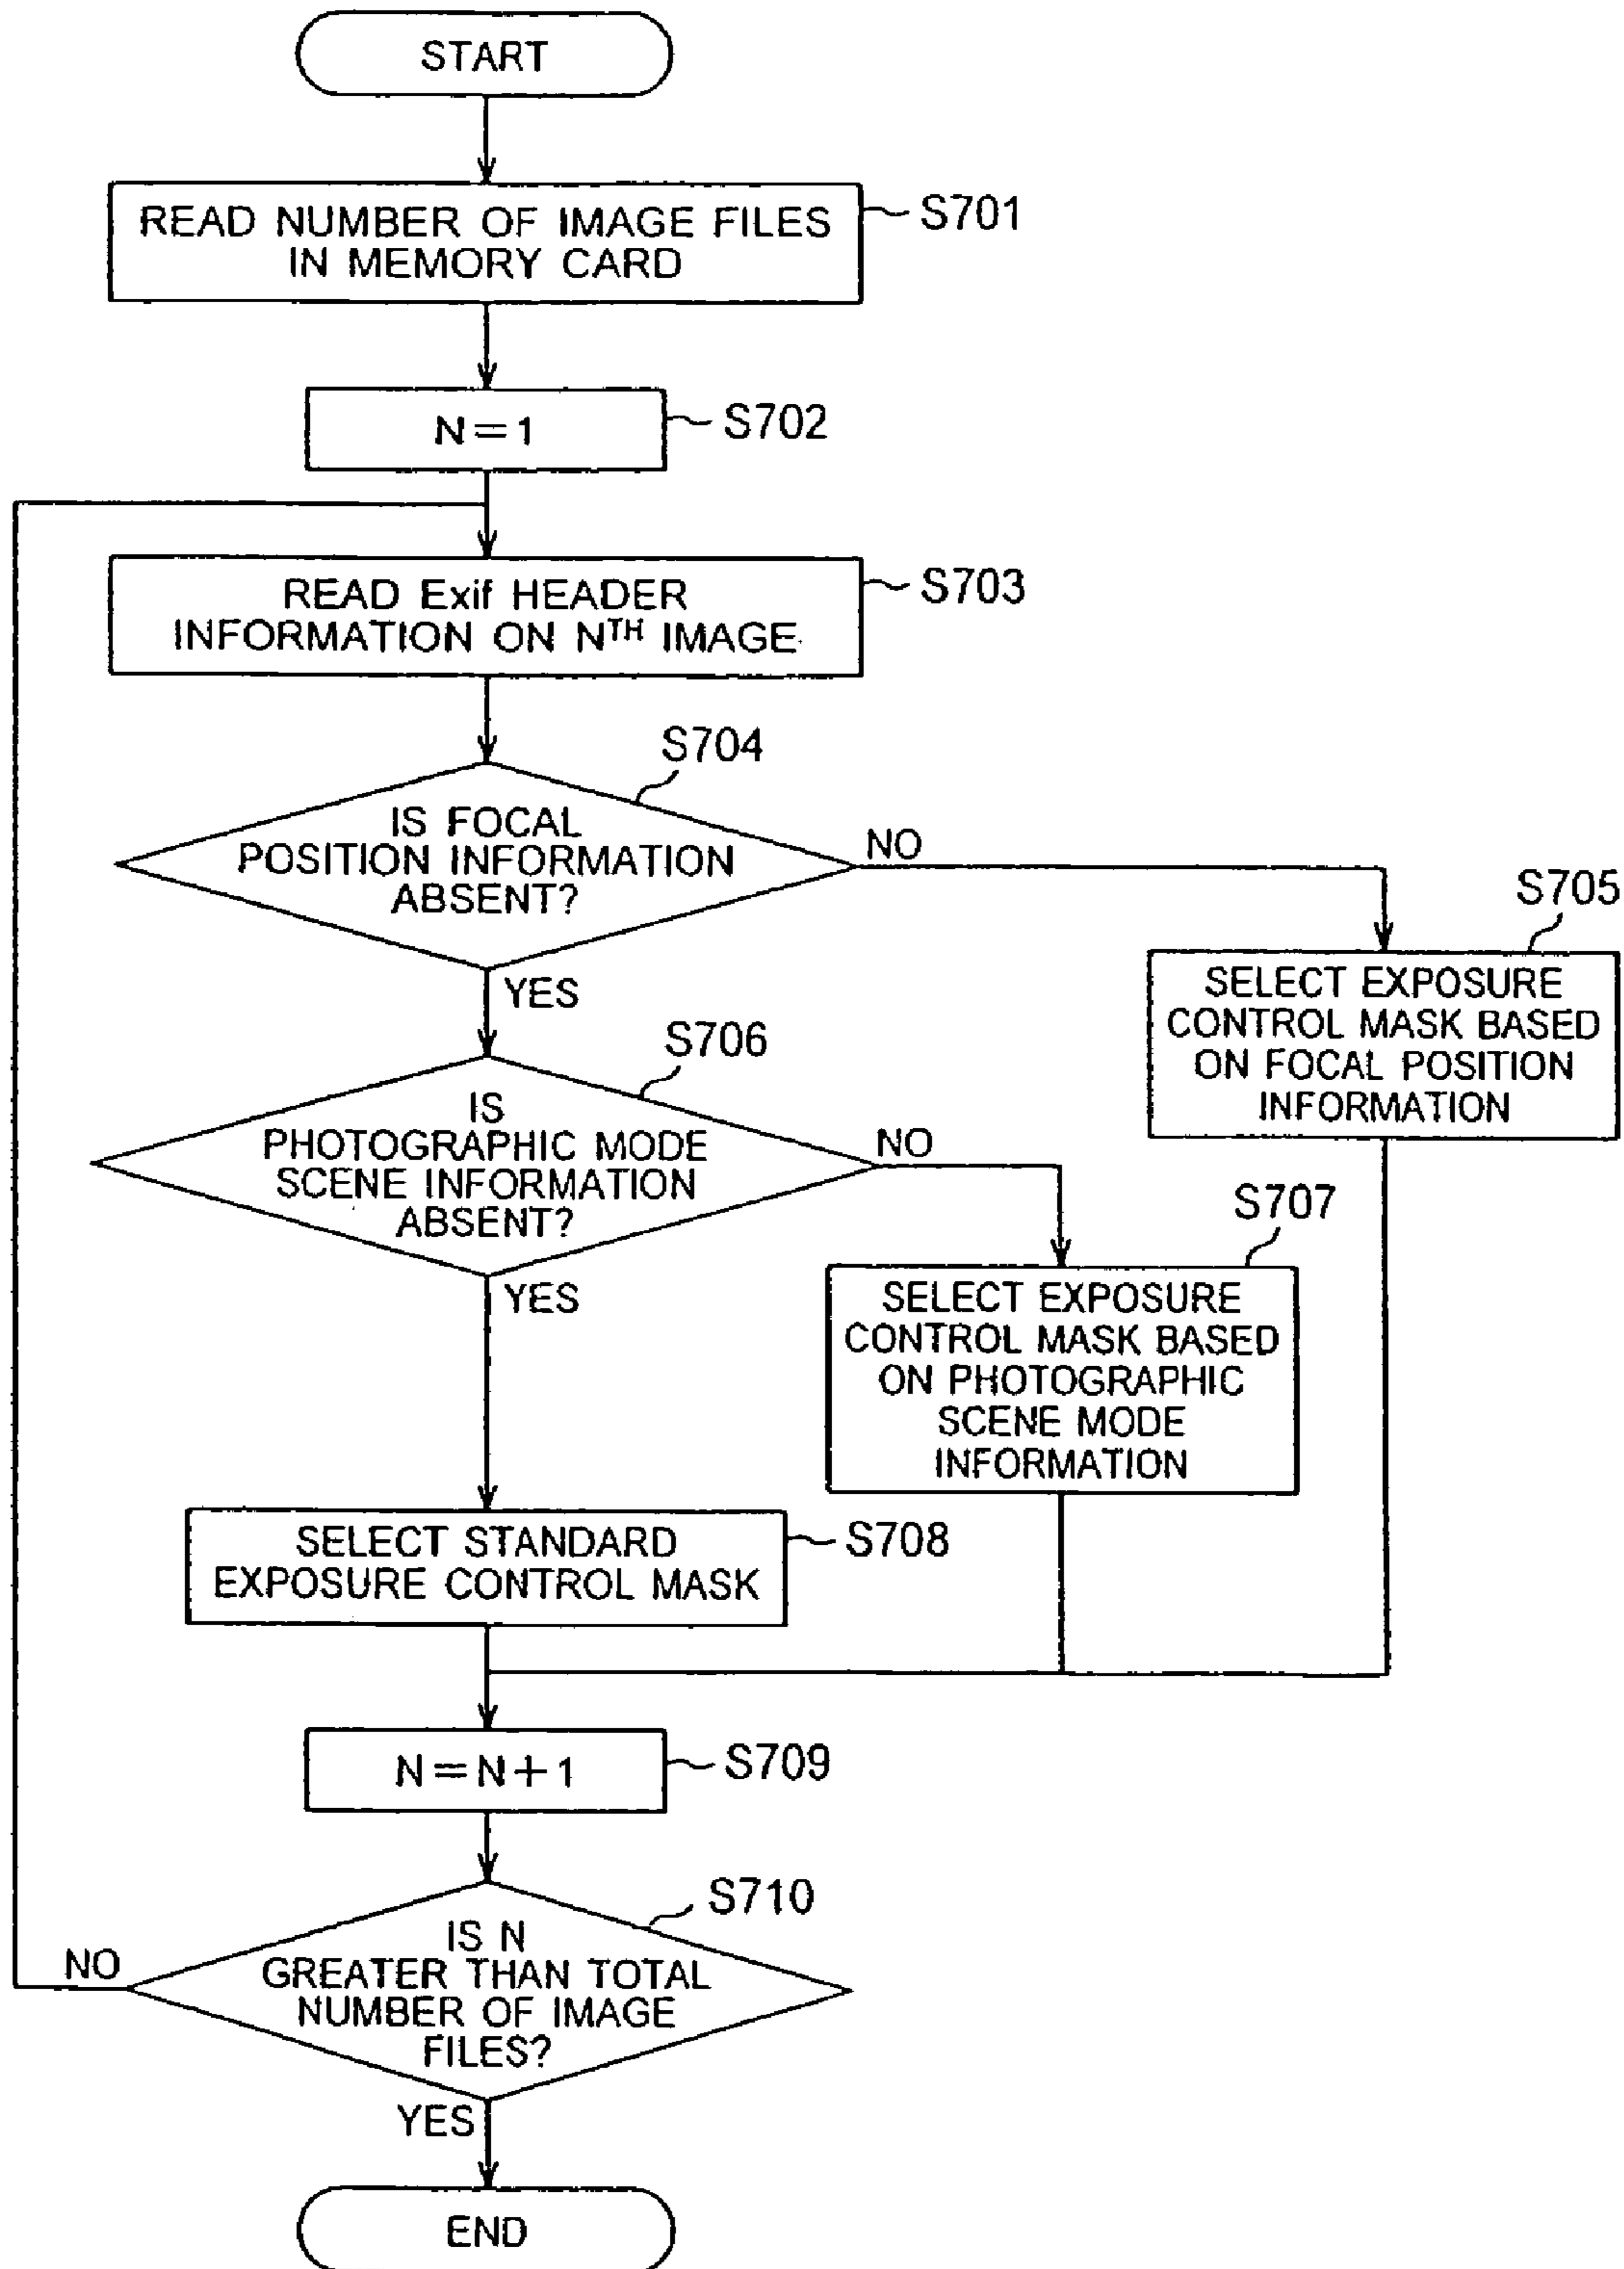 START
READ NUMBER OF IMAGE FILES
IN MEMORY CARD
S701
N=1
S702
READ Exif HEADER
INFORMATION ON NTH IMAGE
S703
S704
IS FOCAL
POSITION INFORMATION
ABSENT?
NO
YES
S705
SELECT EXPOSURE
CONTROL MASK BASED
ON FOCAL POSITION
INFORMATION
S706
IS
PHOTOGRAPHIC MODE
SCENE INFORMATION
ABSENT?
NO
YES
S707
SELECT EXPOSURE
CONTROL MASK BASED
ON PHOTOGRAPHIC
SCENE MODE
INFORMATION
SELECT STANDARD
EXPOSURE CONTROL MASK
S708
N=N+1
S709
S710
IS N
GREATER THAN TOTAL
NUMBER OF IMAGE
FILES?
NO
YES
END